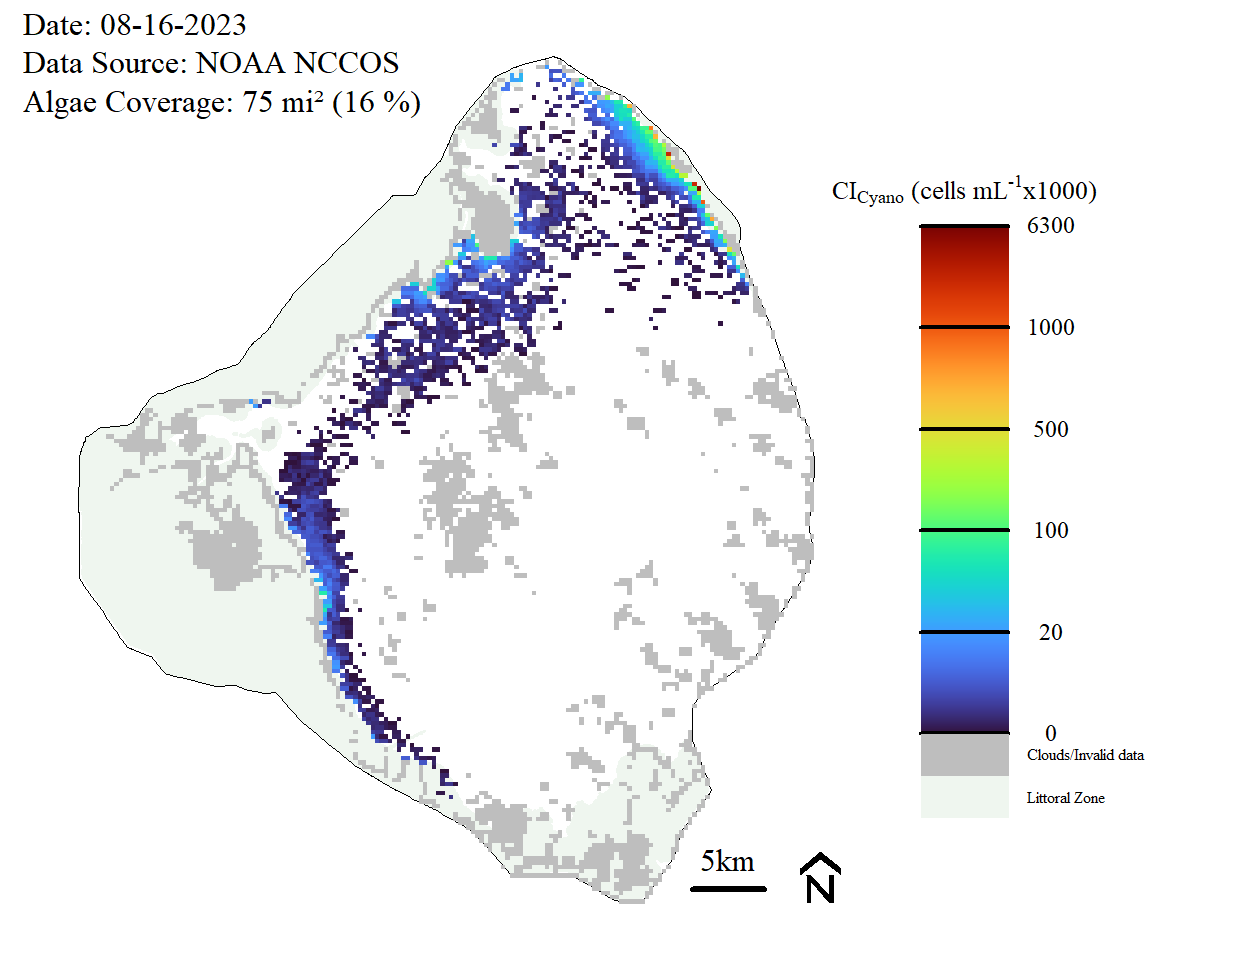 Date: 08-16-2023
Data Source: NOAA NCCOS
Algae Coverage: 75 mi² (16 %)
CICyano (cells mL-1x1000)
6300
1000
500
100
20
0
Clouds/Invalid data
Littoral Zone
5km
N